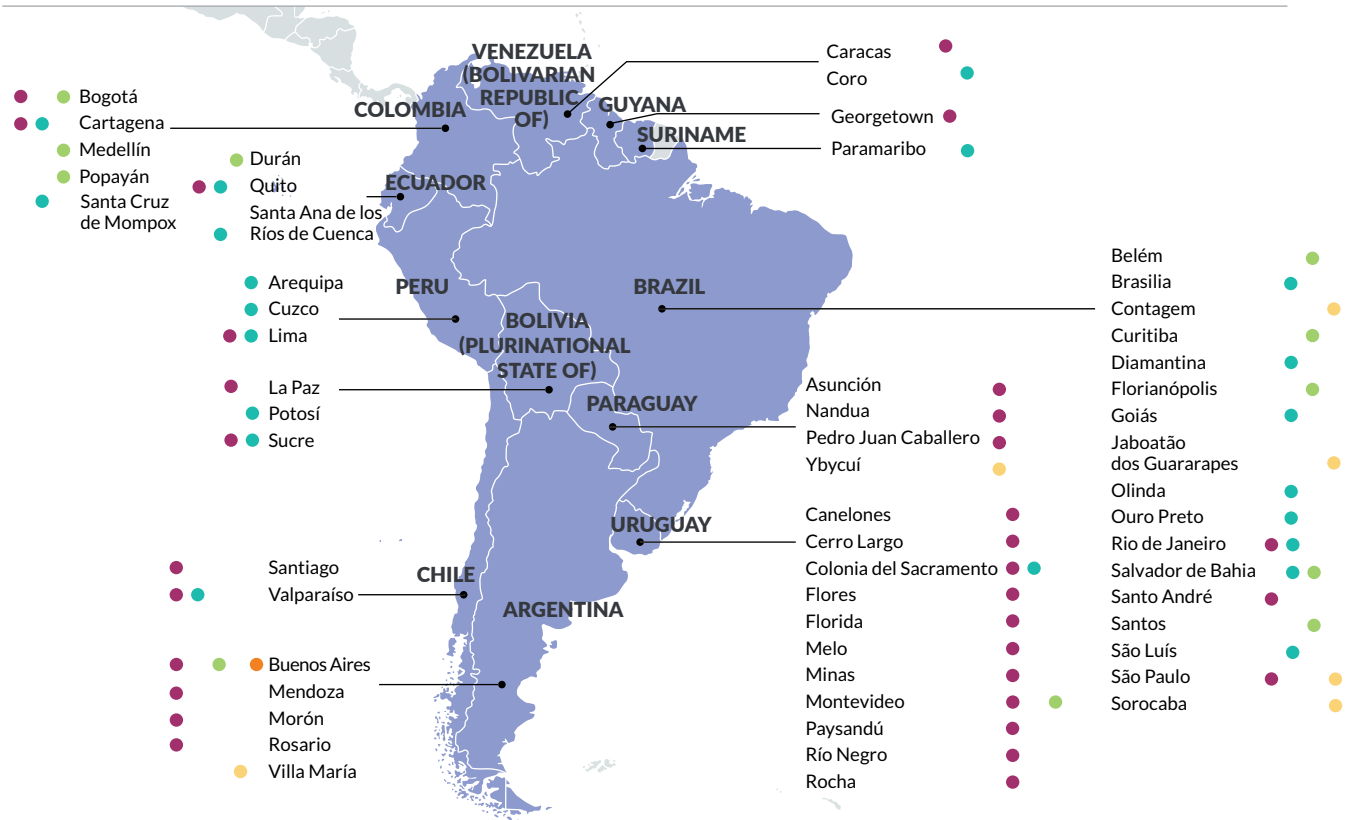 VENEZUELA
(BOLIVARIAN
REPUBLIC
OF)
COLOMBIA
GUYANA
SURINAME
ECUADOR
PERU
BRAZIL
BOLIVIA
(PLURINATIONAL
STATE OF)
PARAGUAY
URUGUAY
CHILE
ARGENTINA
Bogotá
Cartagena
Medellín
Popayán
Santa Cruz
de Mompox
Durán
Quito
Santa Ana de los
Ríos de Cuenca
Arequipa
Cuzco
Lima
La Paz
Potosí
Sucre
Santiago
Valparaíso
Buenos Aires
Mendoza
Morón
Rosario
Villa María
Caracas
Coro
Georgetown
Paramaribo
Asunción
Nandua
Pedro Juan Caballero
Ybycuí
Canelones
Cerro Largo
Colonia del Sacramento
Flores
Florida
Melo
Minas
Montevideo
Paysandú
Río Negro
Rocha
Belém
Brasilia
Contagem
Curitiba
Diamantina
Florianópolis
Goiás
Jaboatão
dos Guararapes
Olinda
Ouro Preto
Rio de Janeiro
Salvador de Bahia
Santo André
Santos
São Luís
São Paulo
Sorocaba